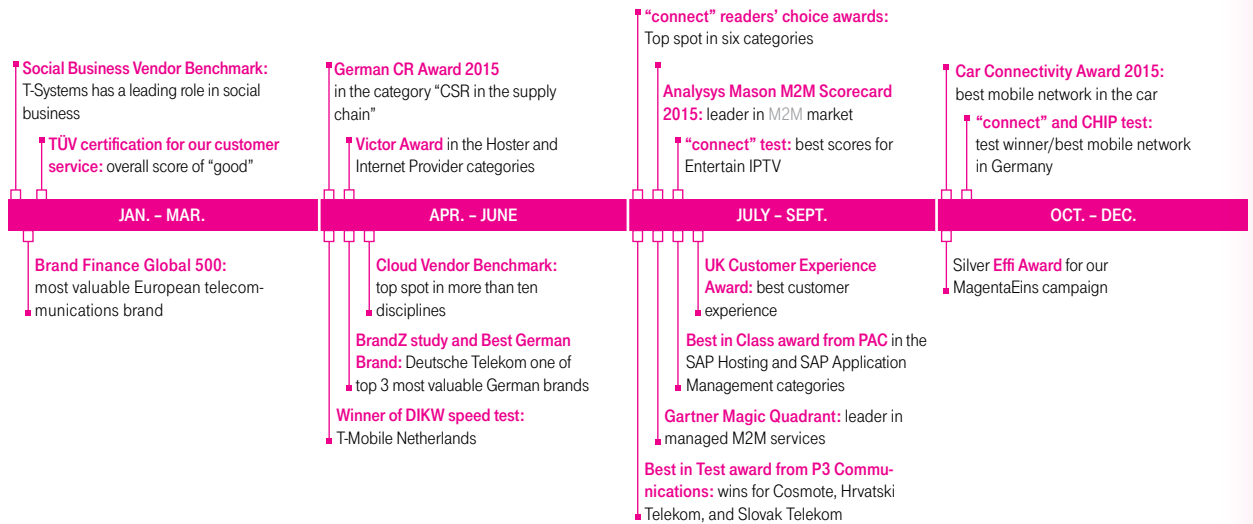 "connect" readers' choice awards:
Top spot in six categories
Social Business Vendor Benchmark:
T-Systems has a leading role in social
business
TÜV certification for our customer
service: overall score of "good"
German CR Award 2015
in the category "CSR in the supply
chain"
Victor Award in the Hoster and
Internet Provider categories
Analysys Mason M2M Scorecard
2015: leader in M2M market
"connect" test: best scores for
Entertain IPTV
Car Connectivity Award 2015:
best mobile network in the car
"connect" and CHIP test:
test winner/best mobile network
in Germany
JAN. – MAR.
APR. – JUNE
JULY – SEPT.
OCT. – DEC.
Brand Finance Global 500:
most valuable European telecom-
munications brand
Cloud Vendor Benchmark:
top spot in more than ten
disciplines
BrandZ study and Best German
Brand: Deutsche Telekom one of
top 3 most valuable German brands
Winner of DIKW speed test:
T-Mobile Netherlands
UK Customer Experience
Award: best customer
experience
Best in Class award from PAC in the
SAP Hosting and SAP Application
Management categories
Gartner Magic Quadrant: leader in
managed M2M services
Best in Test award from P3 Commu-
nications: wins for Cosmote, Hrvatski
Telekom, and Slovak Telekom
Silver Effi Award for our
MagentaEins campaign